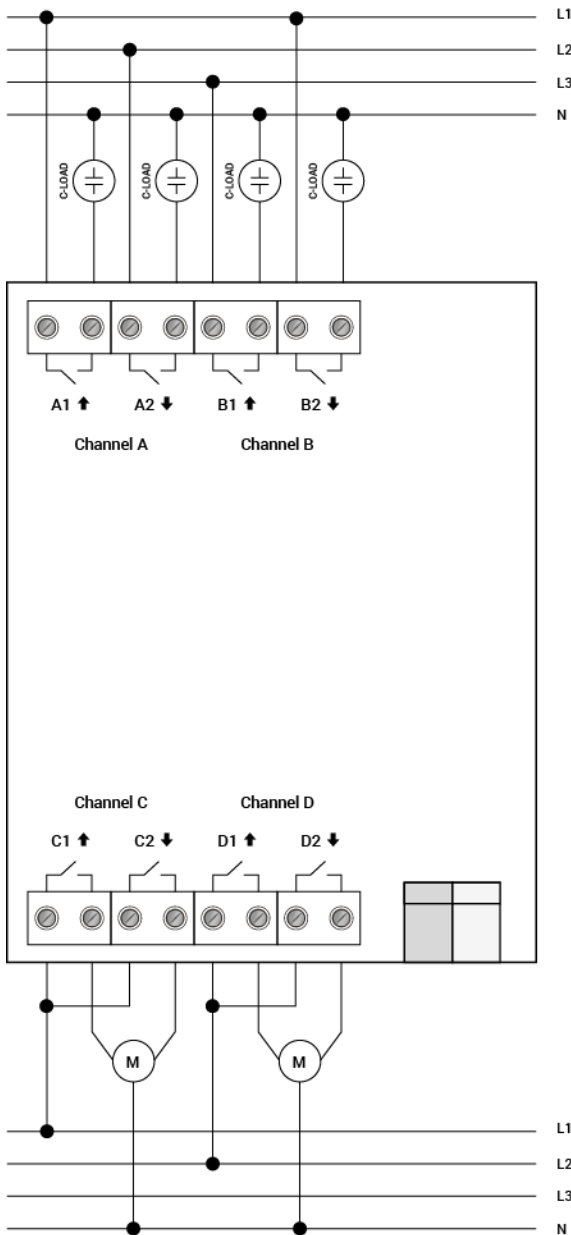 L1
L2
L3
N
C-LOAD C-LOAD C-LOAD C-LOAD
A1 A2 B1 B2
Channel A Channel B
Channel C Channel D
C1 C2 D1 D2
M M
L1
L2
L3
N